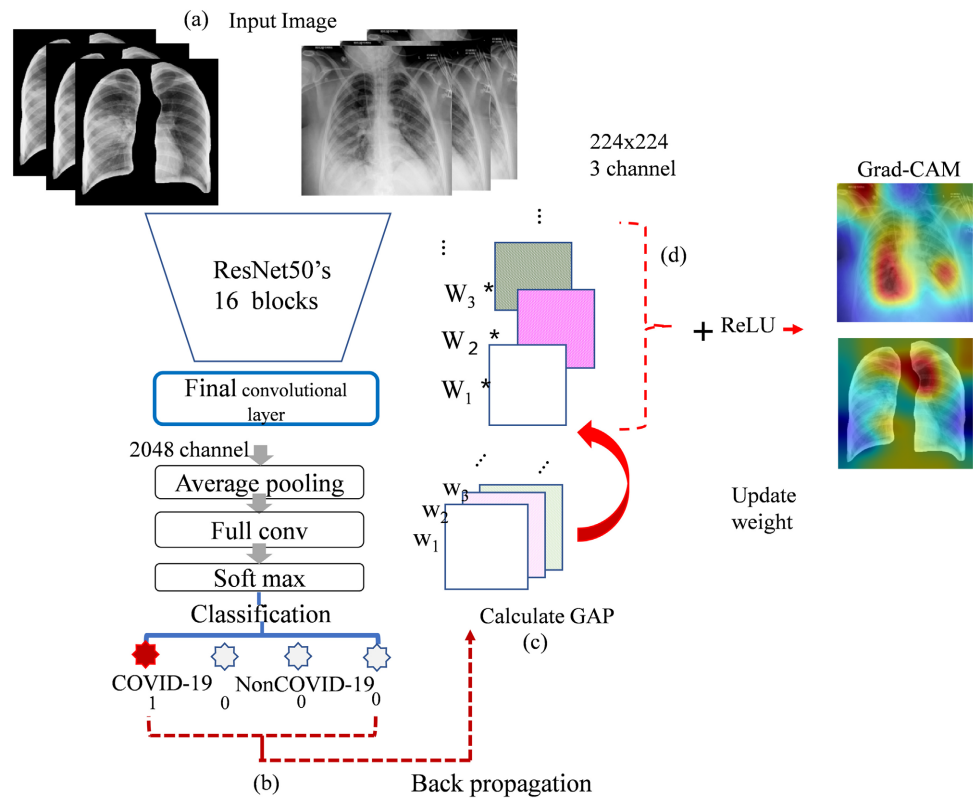 (a) Input Image
224x224
3 channel
Grad-CAM
ResNet50's
16 blocks
(d)
W3 *
W2 *
W1 *
+ ReLU
Final convolutional
layer
2048 channel
Average pooling
Full conv
Soft max
Classification
w3
w2
w1
Update
weight
Calculate GAP
(c)
COVID-19 NonCOVID-19
1 0 0 0
(b)
Back propagation